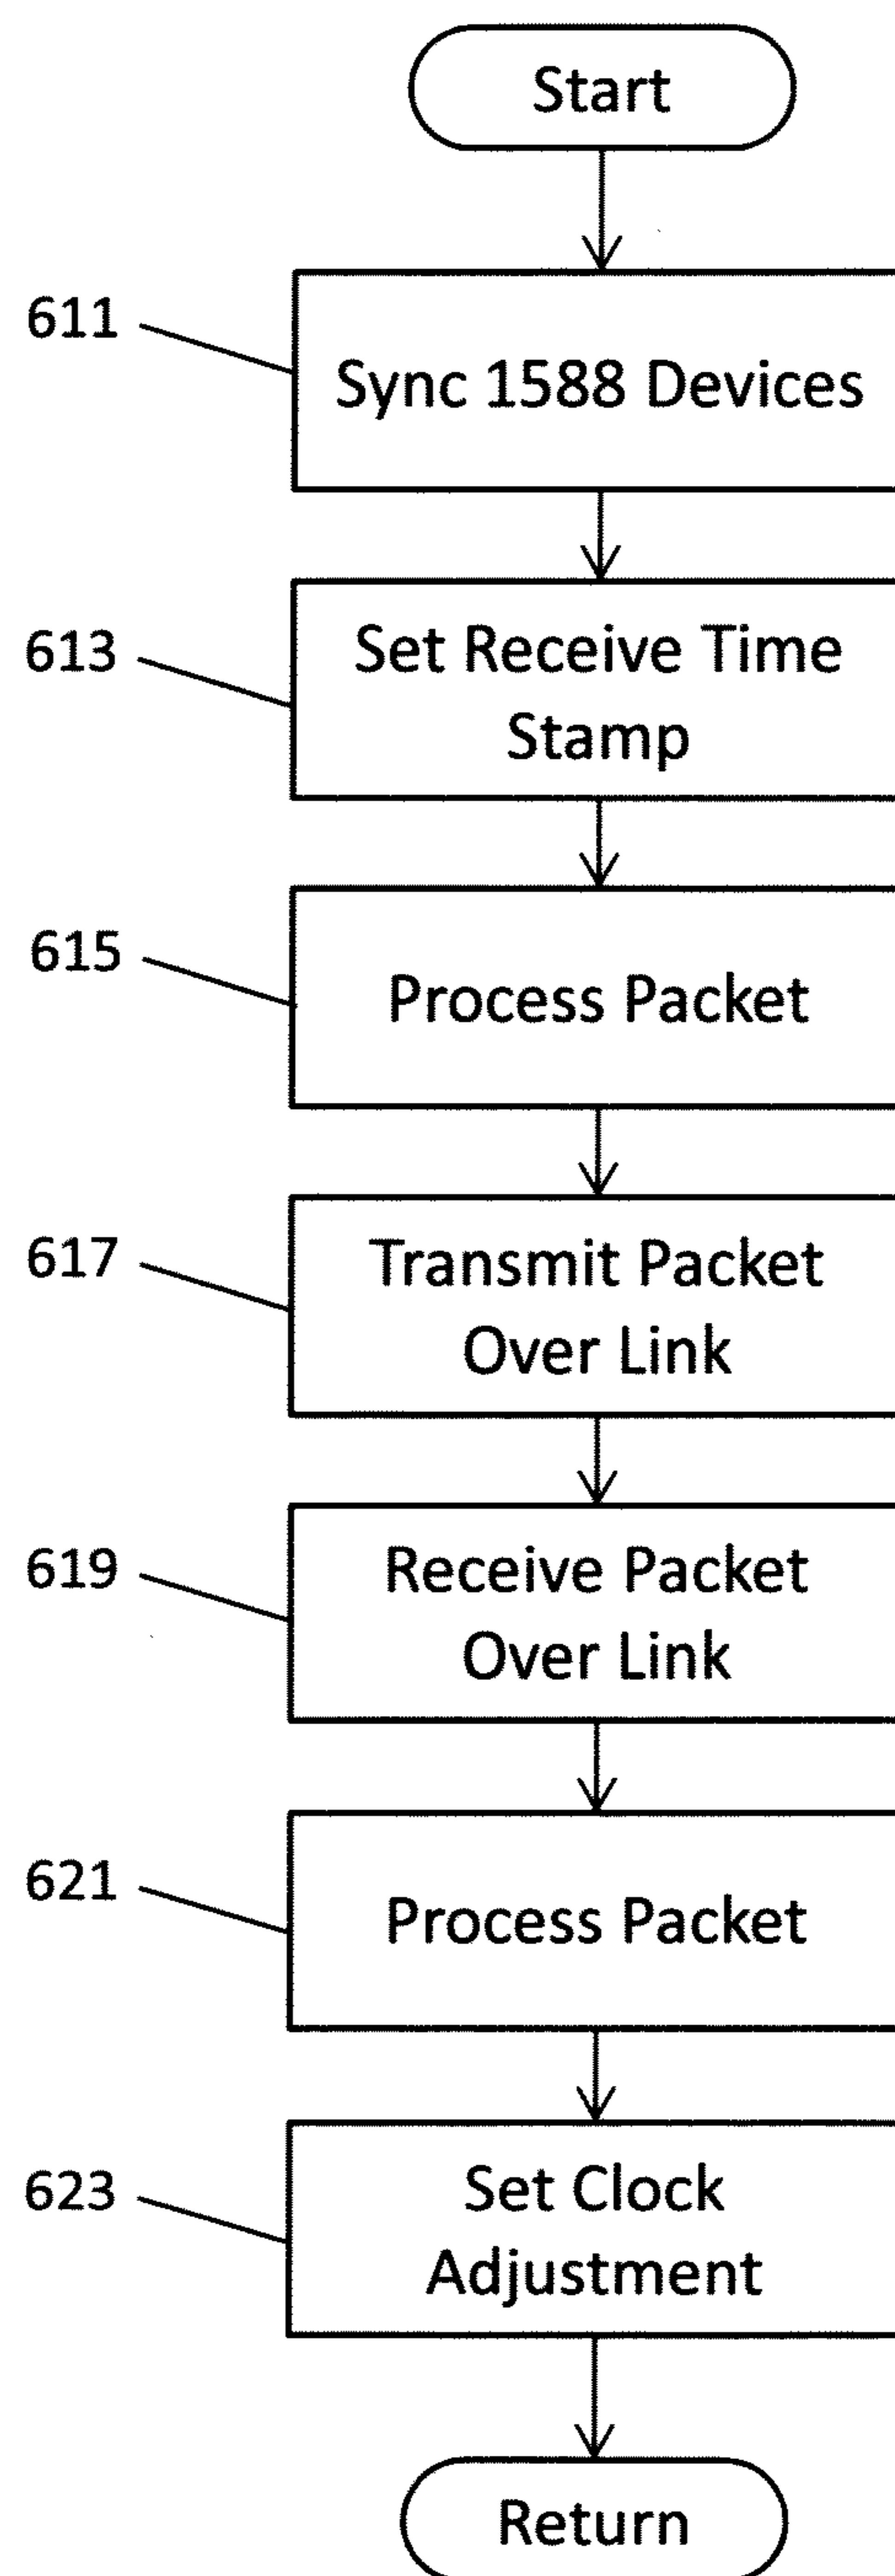 Start
611
Sync 1588 Devices
613
Set Receive Time
Stamp
615
Process Packet
617
Transmit Packet
Over Link
619
Receive Packet
Over Link
621
Process Packet
623
Set Clock
Adjustment
Return